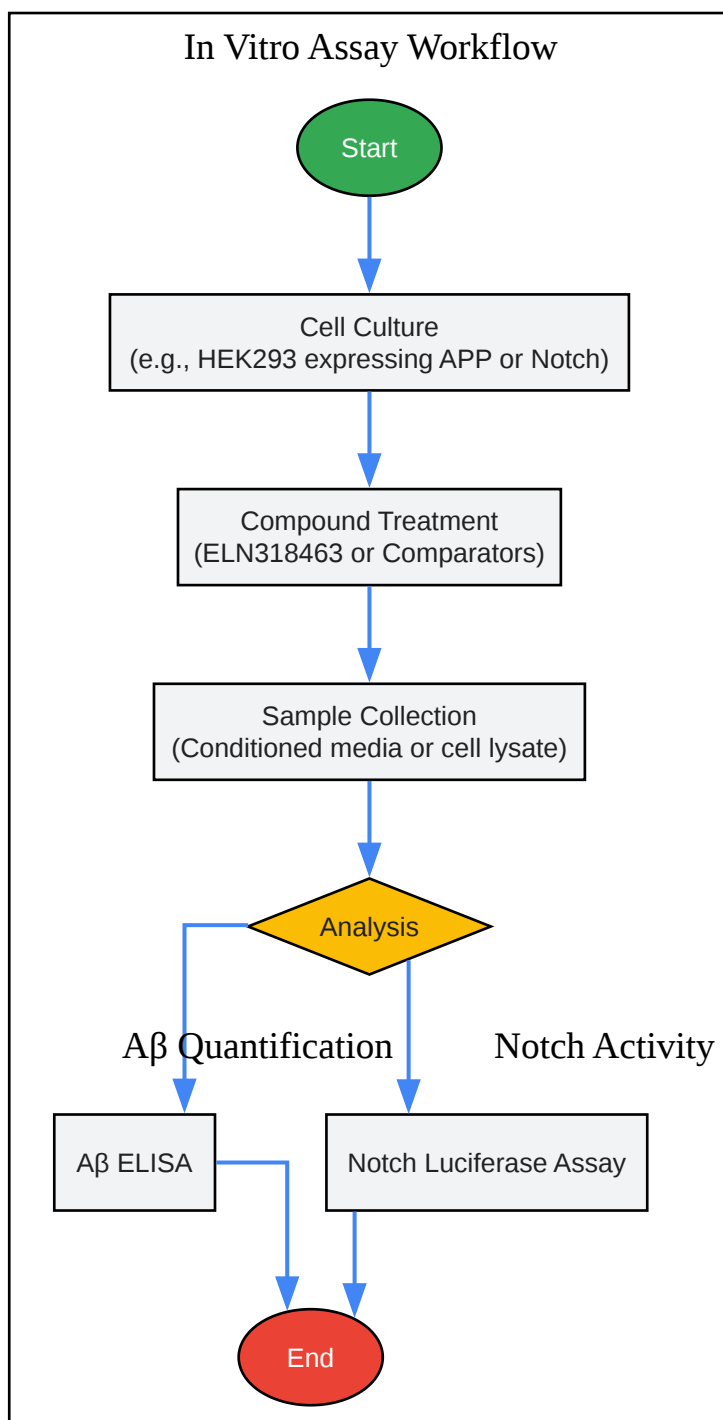 In Vitro Assay Workflow
Start
Cell Culture
(e.g., HEK293 expressing APP or Notch)
Compound Treatment
(ELN318463 or Comparators)
Sample Collection
(Conditioned media or cell lysate)
Analysis
Aβ Quantification
Notch Activity
Aβ ELISA
Notch Luciferase Assay
End